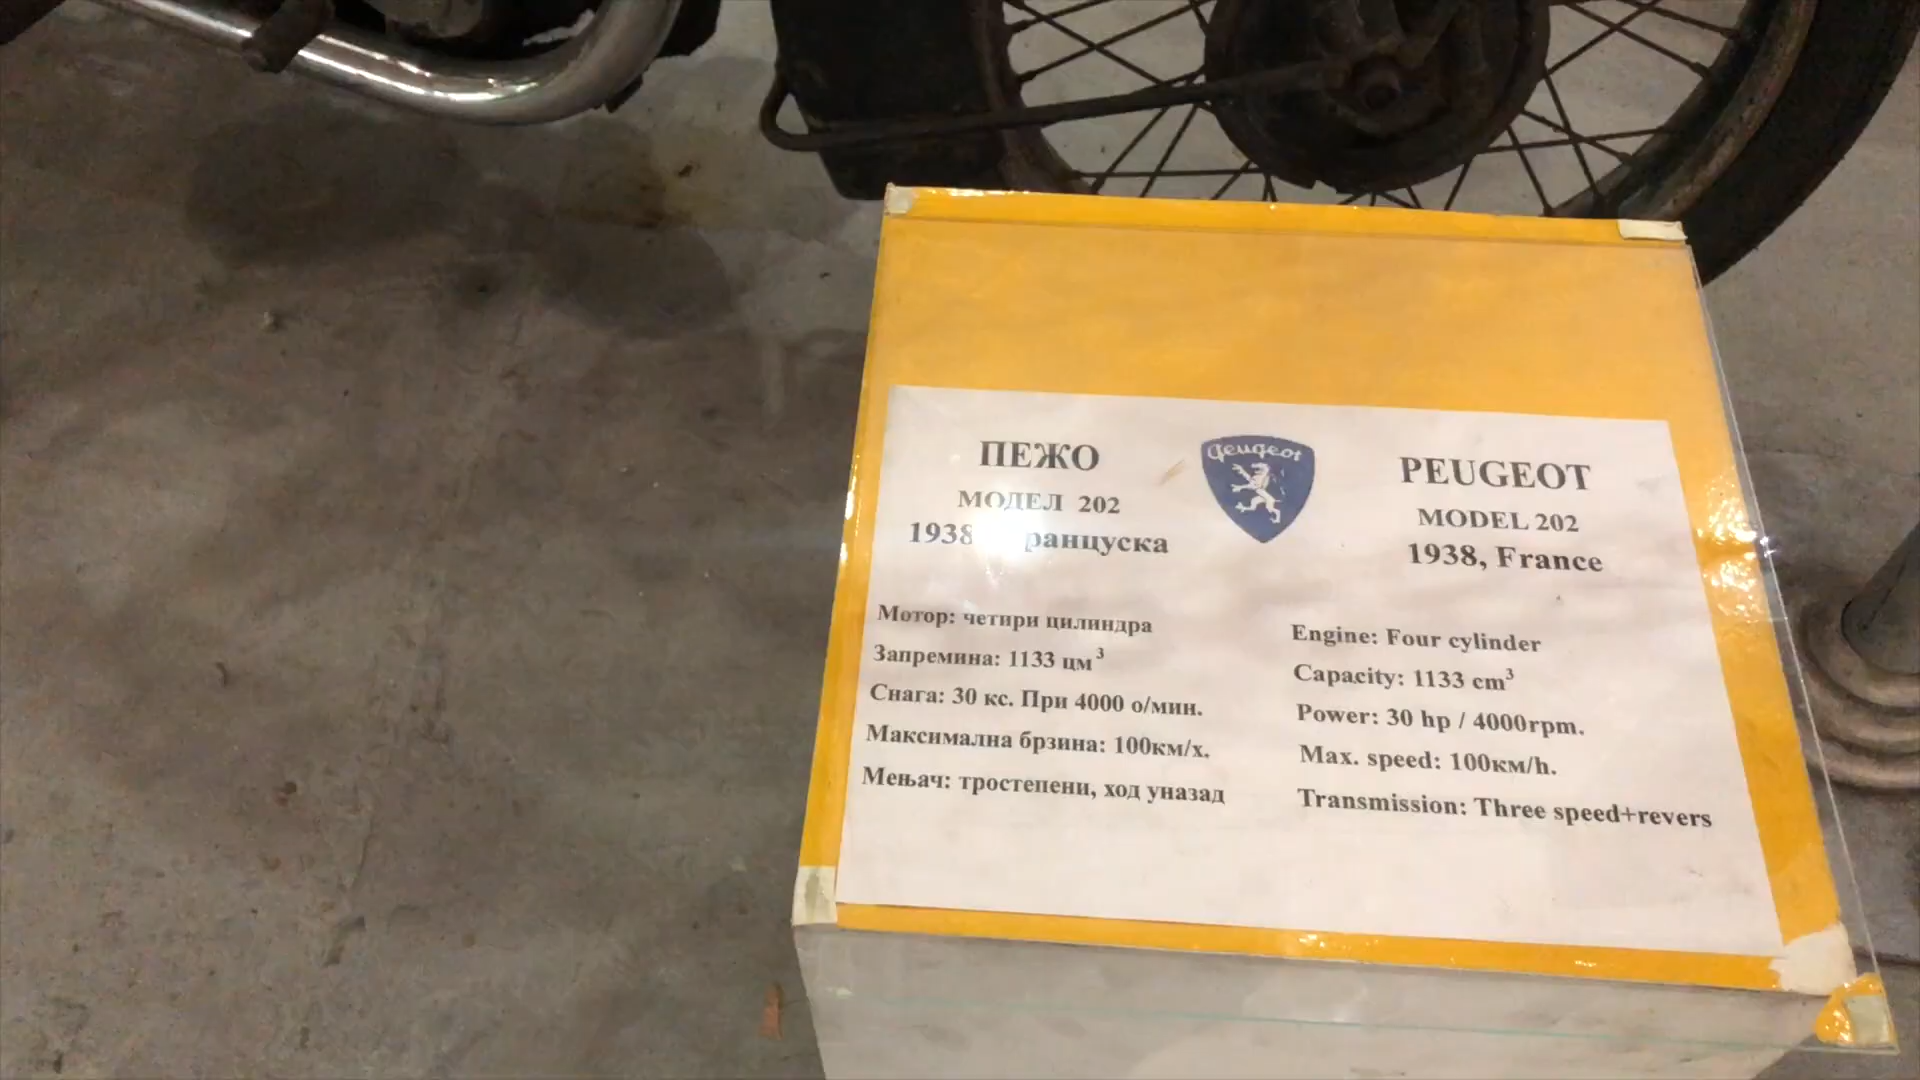 ПЕЖО
МОДЕЛ 202
1938
Peugeot
PEUGEOT
MODEL 202
1938, France
Мотор: четири цилиндра
Запремина: 1133 цм³
Снага: 30 кс. При 4000 о/мин.
Максимална брзина: 100км/х.
Мењач: тростепени, ход уназад
Engine: Four cylinder
Capacity: 1133 cm³
Power: 30 hp / 4000rpm.
Max. speed: 100км/h.
Transmission: Three speed+revers